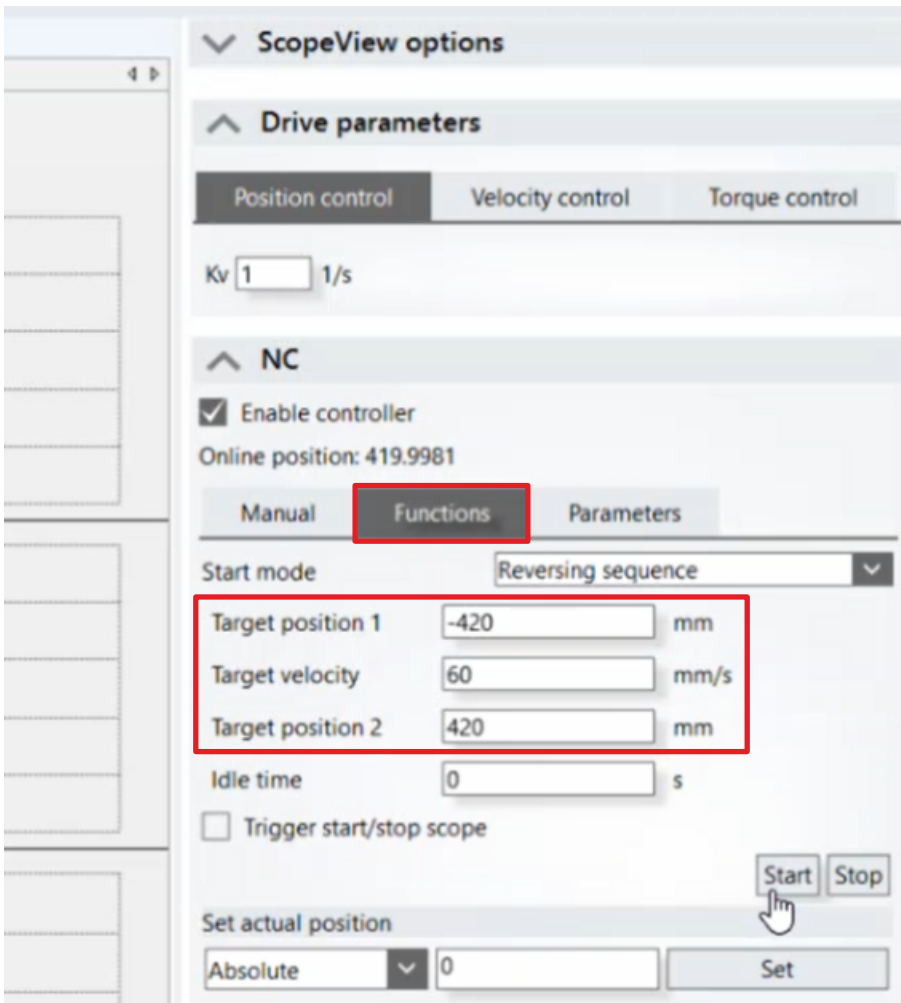 ScopeView options
Drive parameters
Position control Velocity control Torque control
Kv 1 1/s
NC
Enable controller
Online position: 419.9981
Manual Functions Parameters
Start mode Reversing sequence
Target position 1 -420 mm
Target velocity 60 mm/s
Target position 2 420 mm
Idle time 0 s
Trigger start/stop scope
Start Stop
Set actual position
Absolute 0 Set